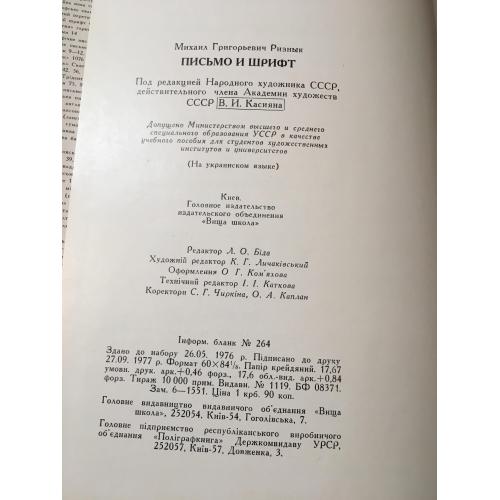 Михаил Григорьевич Ризнык
ПИСЬМО И ШРИФТ
Под редакцией Народного художника СССР,
действительного члена Академии художеств
СССР В. И. Касияна
Допущено Министерством высшего и среднего
специального образования УССР в качестве
учебного пособия для студентов художественных
институтов и университетов
(На украинском языке)
Киев.
Головное издательство
издательского объединения
«Вища школа»
Редактор Л. О. Біда
Художній редактор К. Г. Личаківський
Оформлення О Г. Ком'яхова
Технічний редактор І. І. Каткова
Коректори С. Г. Чиркіна, О. А. Каплан
Інформ. бланк № 264
Здано до набору 26.05. 1976 р. Підписано до друку
27.09. 1977 р. Формат 60×84⅛. Папір крейдяний. 17,67
умовн. друк. арк.+0,46 форз., 17,6 обл.-вид. арк.+0,84
форз. Тираж 10 000 прим. Видавн. № 1119. БФ 08371.
Зам. 6—1551. Ціна 1 крб. 90 коп.
Головне видавництво видавничого об'єднання «Вища
школа», 252054, Київ-54, Гоголівська, 7.
Головне підприємство республіканського виробничого
об'єднання «Поліграфкнига» Держкомвидаву УРСР,
252057, Київ-57, Довженка, 3.